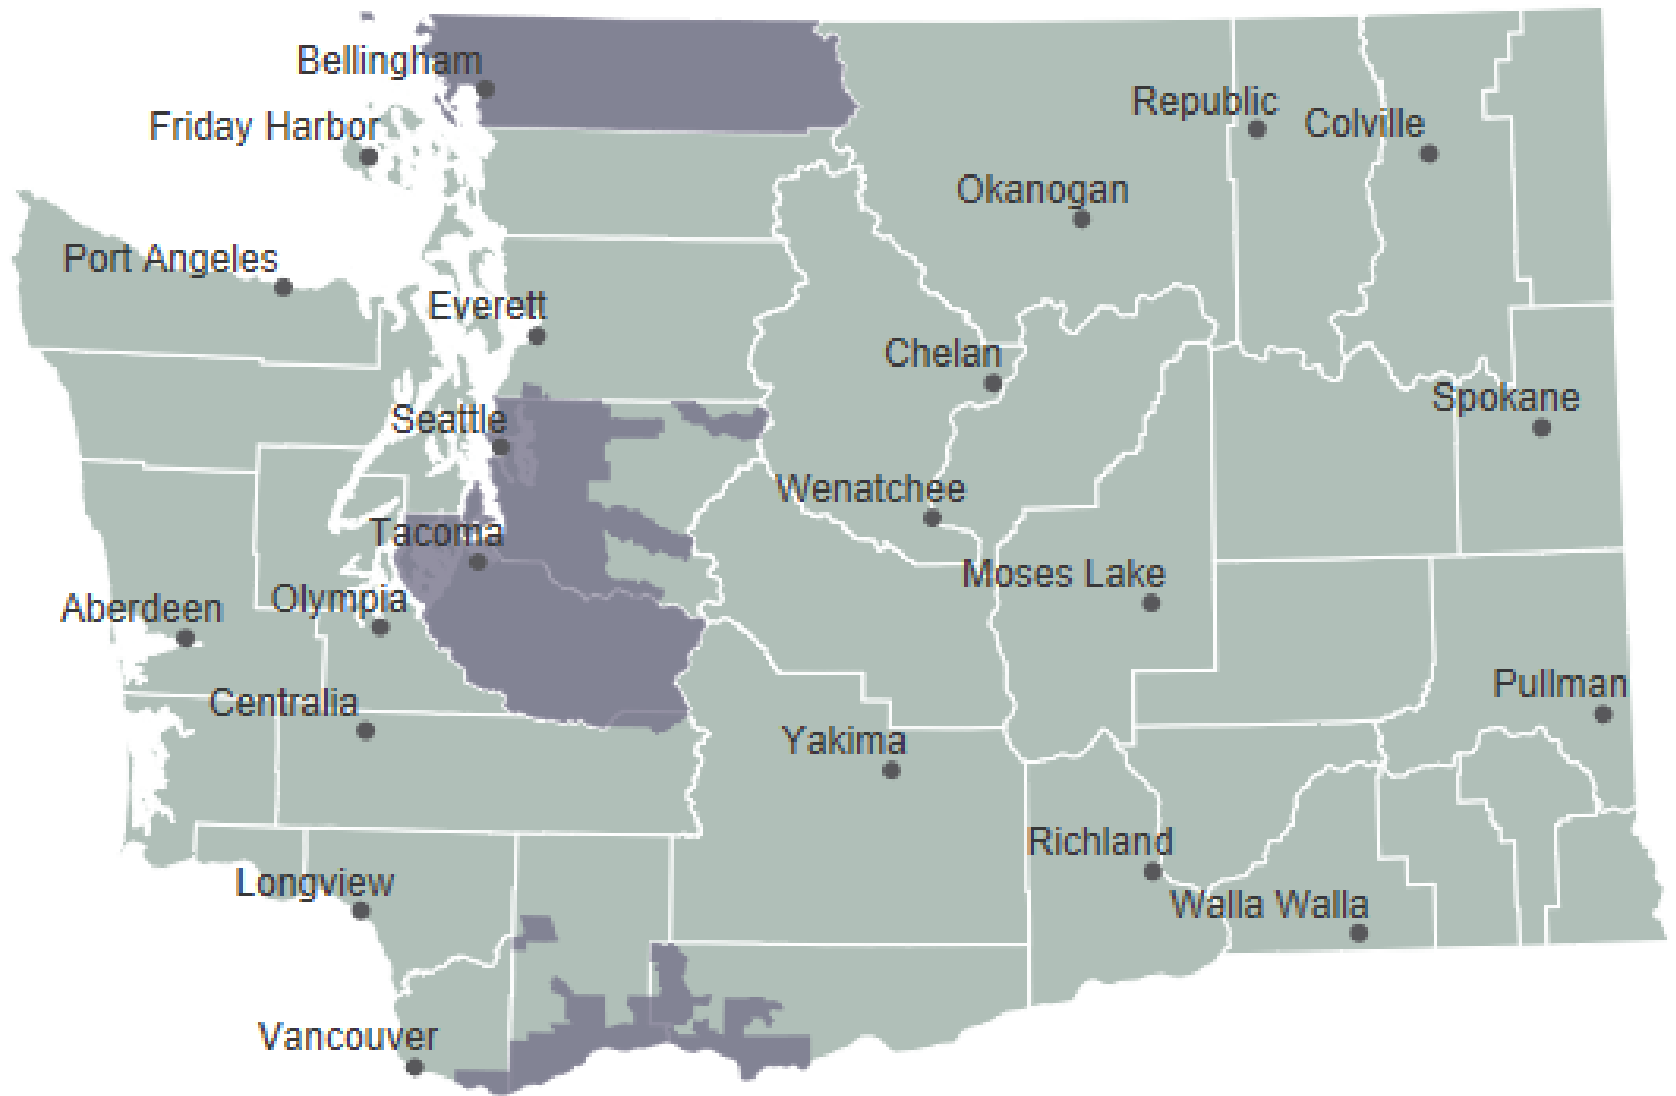 Bellingham
Republic
Colville
Friday Harbor
Okanogan
Port Angeles
Everett
Chelan
Spokane
Seattle
Wenatchee
Tacoma
Moses Lake
Olympia
Aberdeen
Pullman
Centralia
Yakima
Richland
Longview
Walla Walla
Vancouver